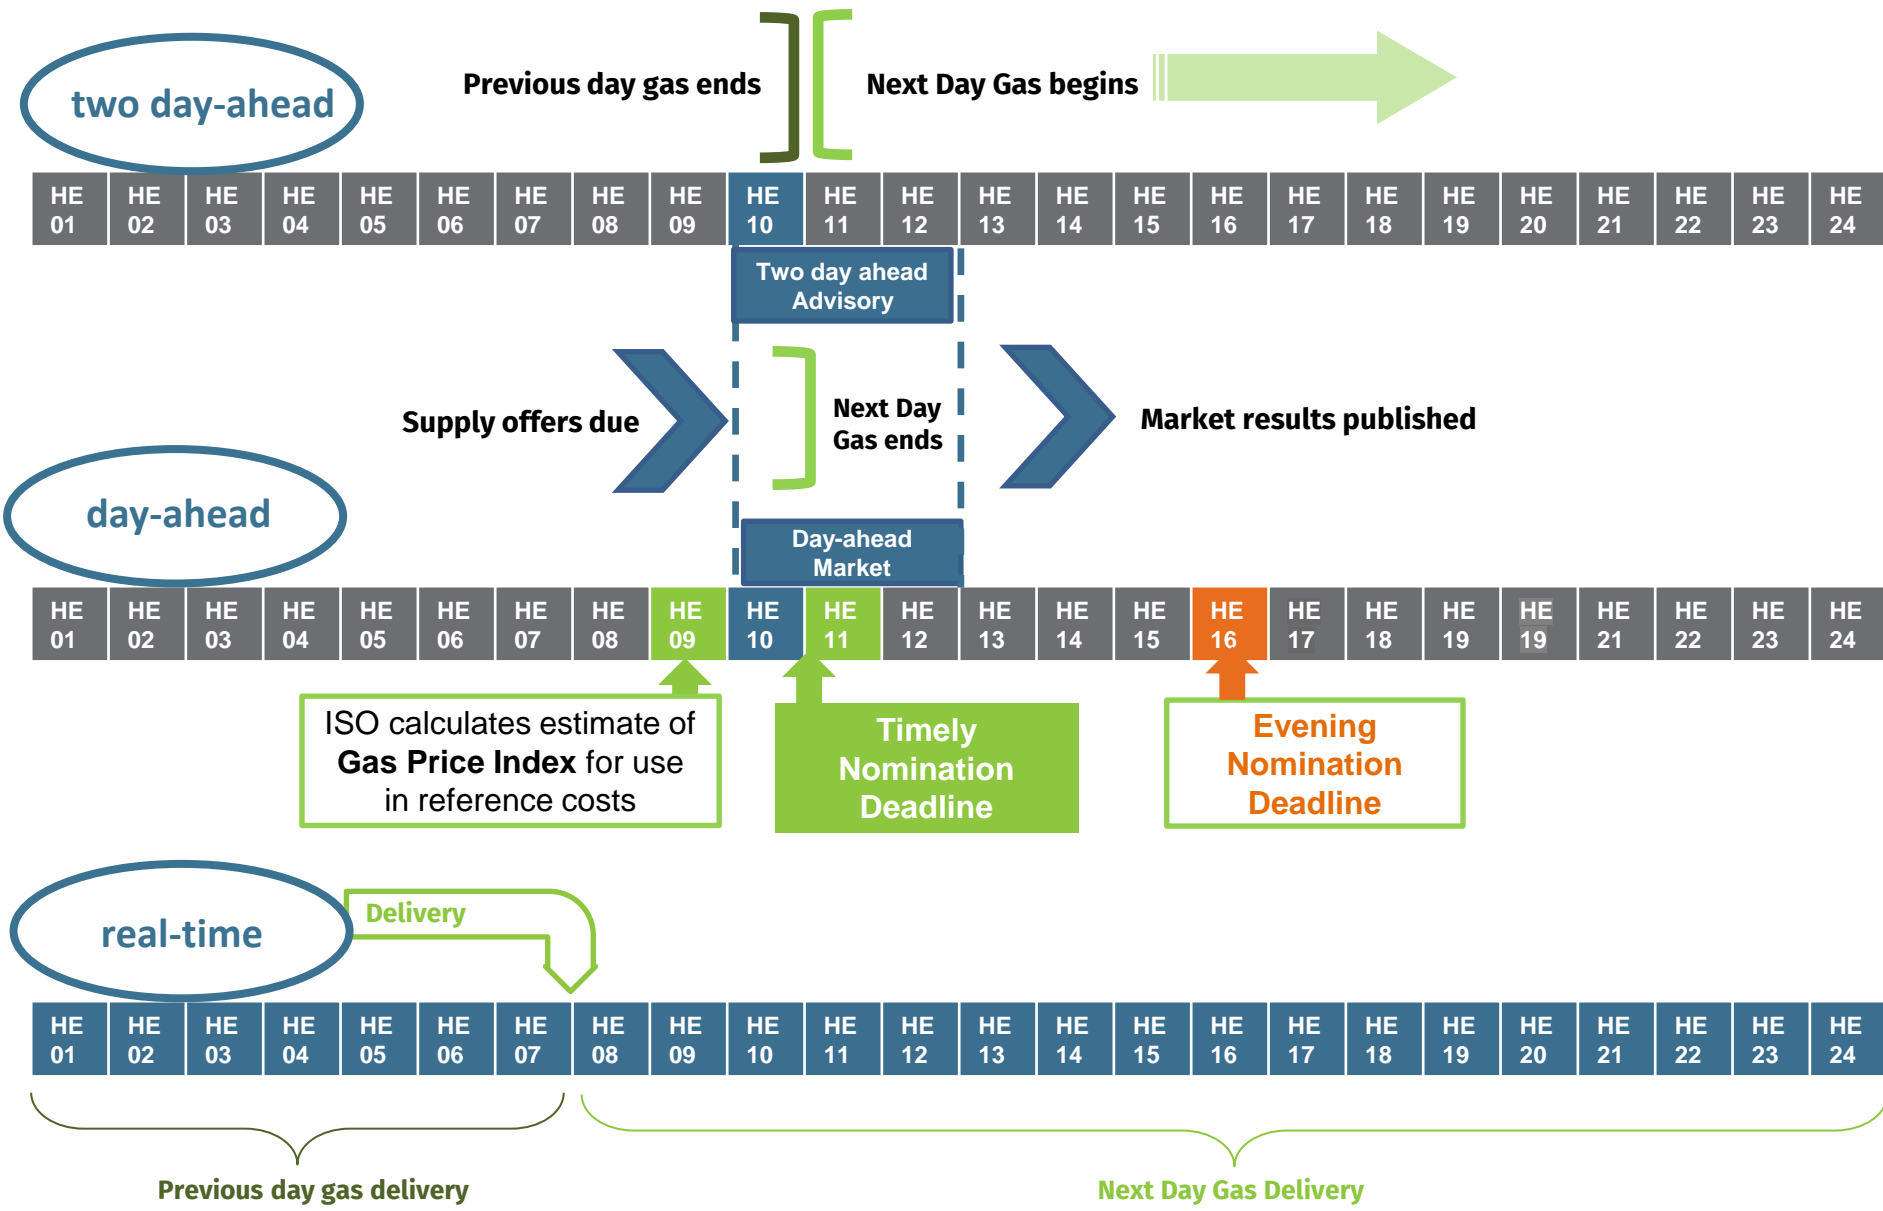 two day-ahead
Previous day gas ends
Next Day Gas begins
HE HE HE HE HE HE HE HE HE HE HE HE HE HE HE HE HE HE HE HE HE HE HE HE
01 02 03 04 05 06 07 08 09 10 11 12 13 14 15 16 17 18 19 20 21 22 23 24
Two day ahead
Advisory
Supply offers due
Next Day
Gas ends
Market results published
day-ahead
Day-ahead
Market
HE HE HE HE HE HE HE HE HE HE HE HE HE HE HE HE HE HE HE HE HE HE HE HE
01 02 03 04 05 06 07 08 09 10 11 12 13 14 15 16 17 18 19 19 21 22 23 24
ISO calculates estimate of
Gas Price Index for use
in reference costs
Timely
Nomination
Deadline
Evening
Nomination
Deadline
real-time
Delivery
HE HE HE HE HE HE HE HE HE HE HE HE HE HE HE HE HE HE HE HE HE HE HE HE
01 02 03 04 05 06 07 08 09 10 11 12 13 14 15 16 17 18 19 20 21 22 23 24
Previous day gas delivery
Next Day Gas Delivery